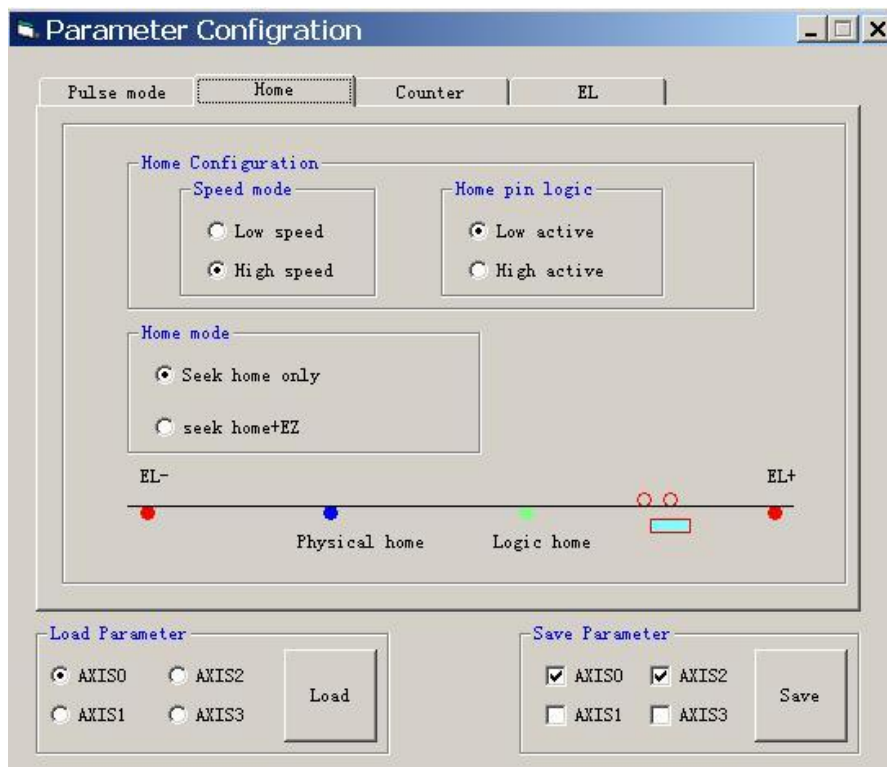 Parameter Configration
Pulse mode Home Counter EL
Home Configuration
Speed mode
Low speed
High speed
Home pin logic
Low active
High active
Home mode
Seek home only
seek home+EZ
EL- EL+
Physical home Logic home
Load Parameter
AXIS0 AXIS2
AXIS1 AXIS3
Load
Save Parameter
AXIS0 AXIS2
AXIS1 AXIS3
Save